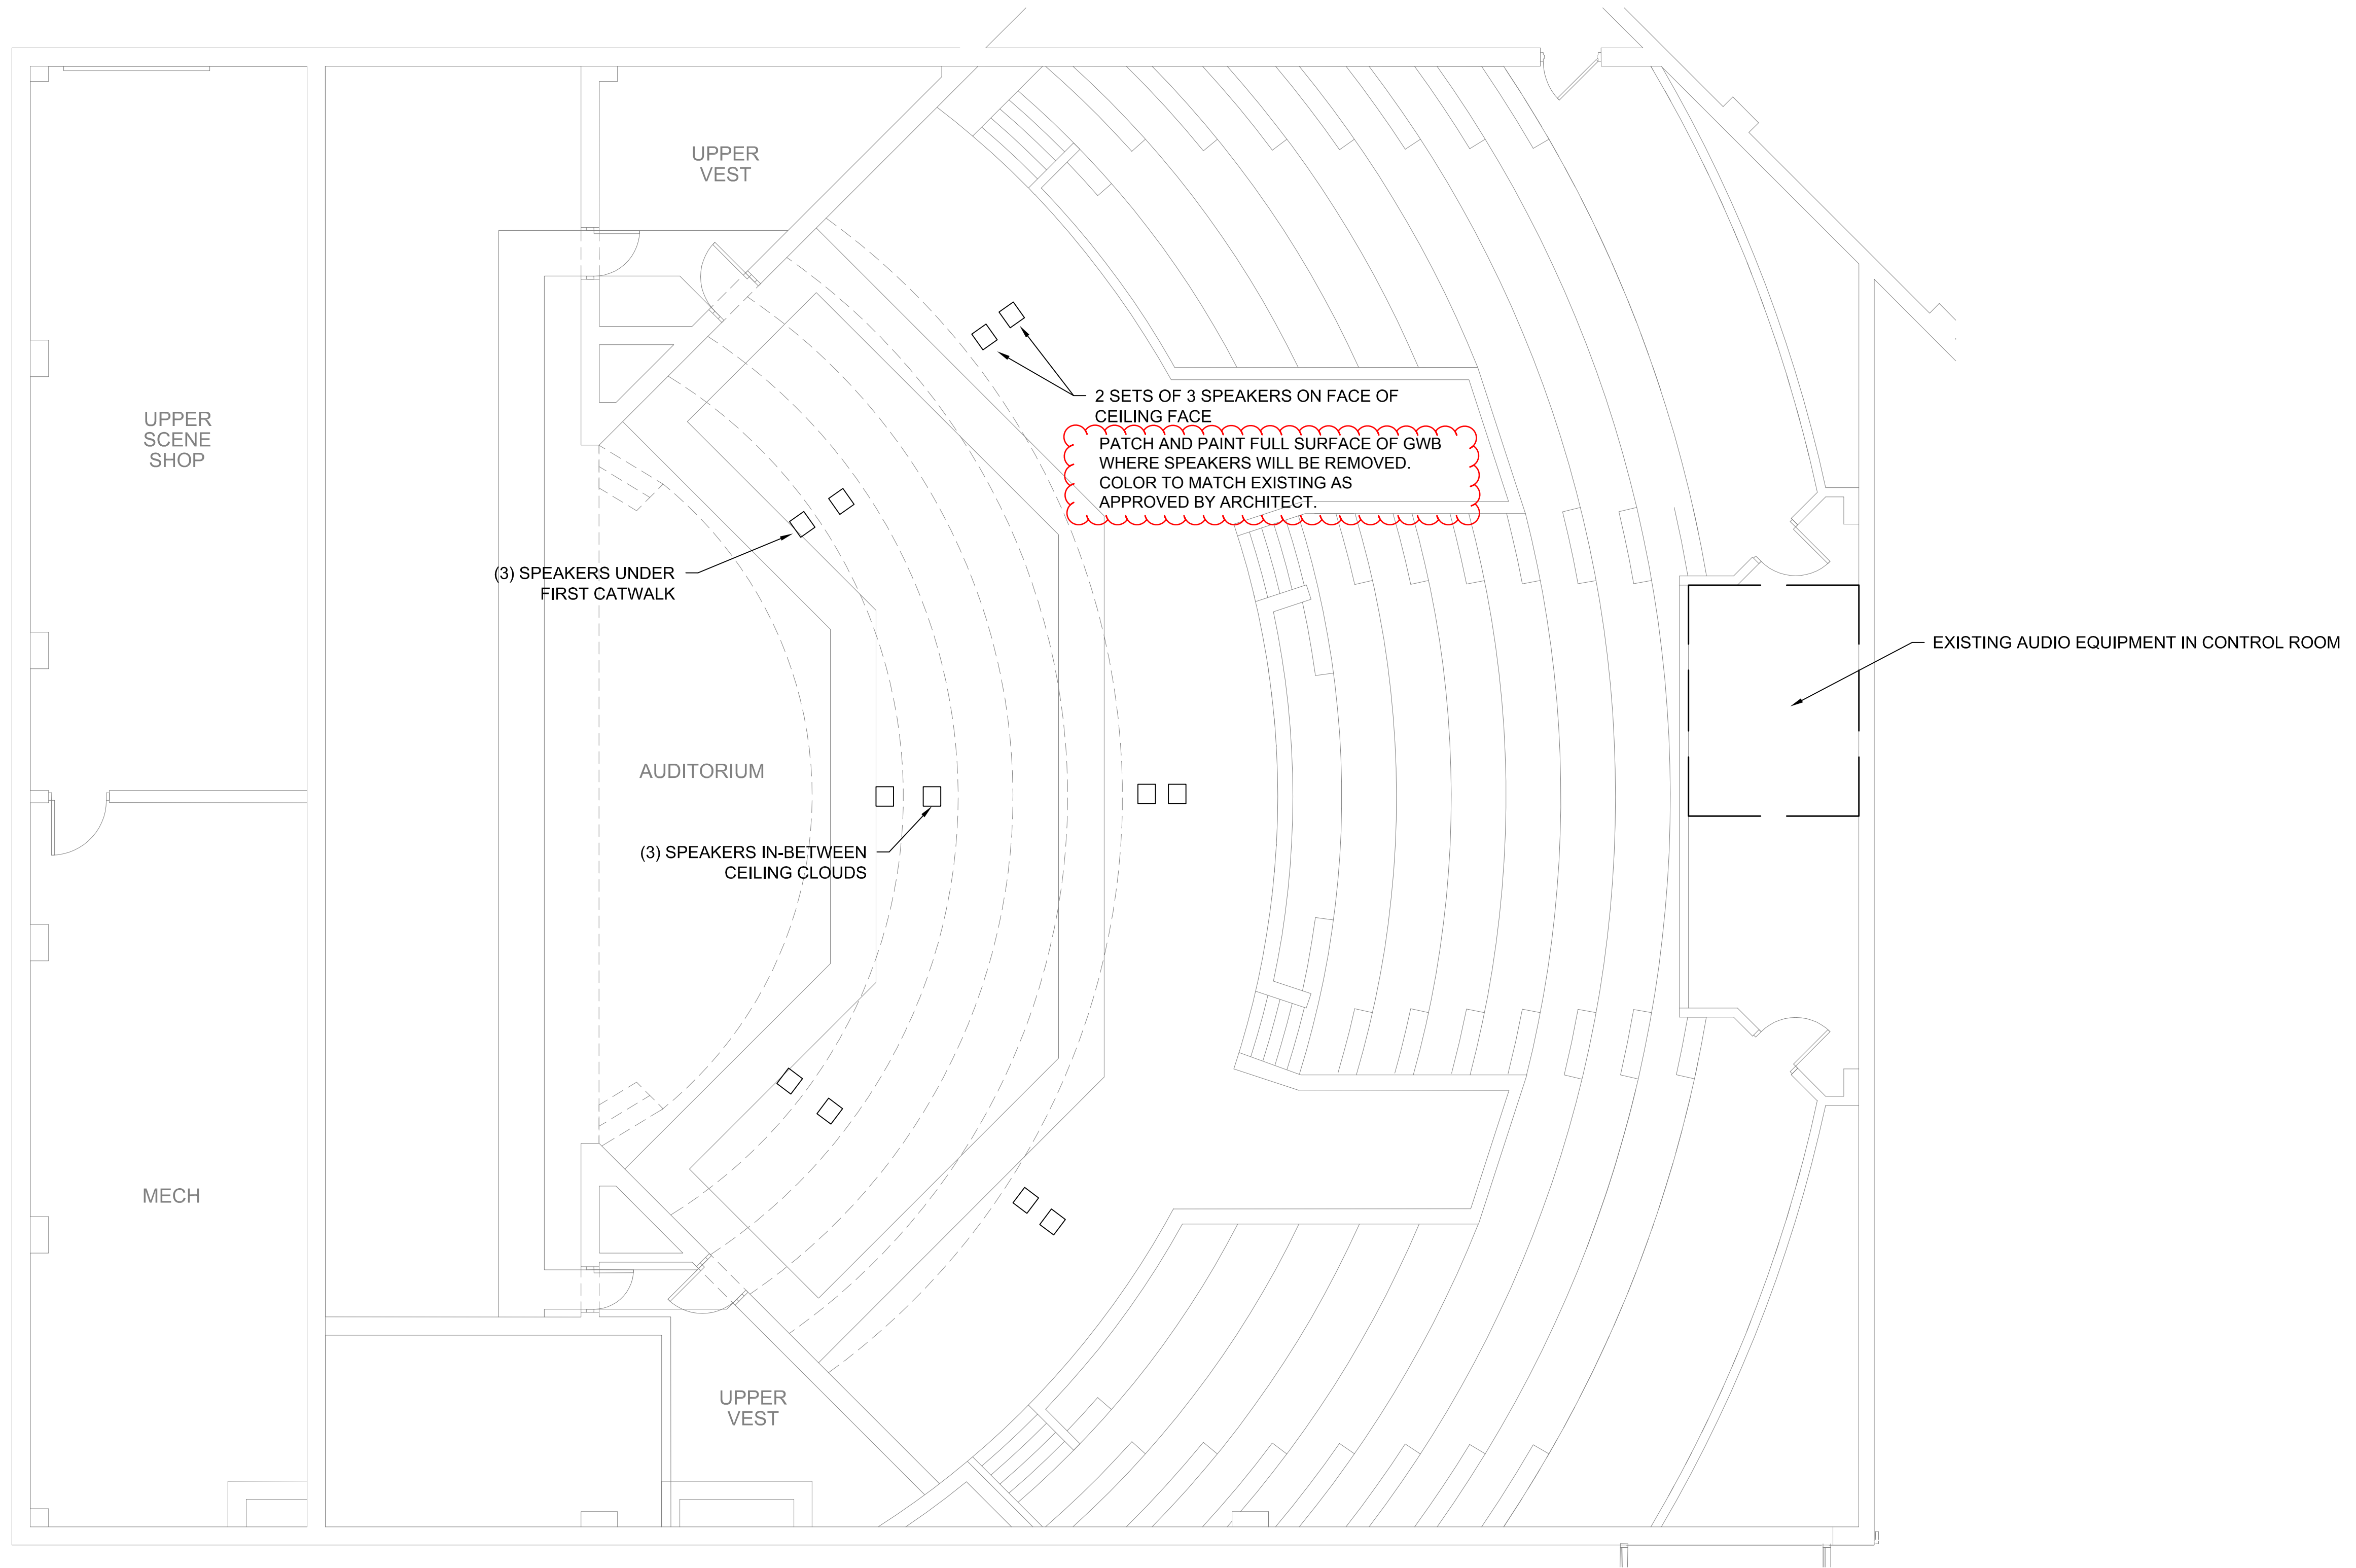 UPPER
VEST
2 SETS OF 3 SPEAKERS ON FACE OF
CEILING FACE
PATCH AND PAINT FULL SURFACE OF GWB
WHERE SPEAKERS WILL BE REMOVED.
COLOR TO MATCH EXISTING AS
APPROVED BY ARCHITECT.
UPPER
SCENE
SHOP
(3) SPEAKERS UNDER
FIRST CATWALK
EXISTING AUDIO EQUIPMENT IN CONTROL ROOM
AUDITORIUM
(3) SPEAKERS IN-BETWEEN
CEILING CLOUDS
MECH
UPPER
VEST